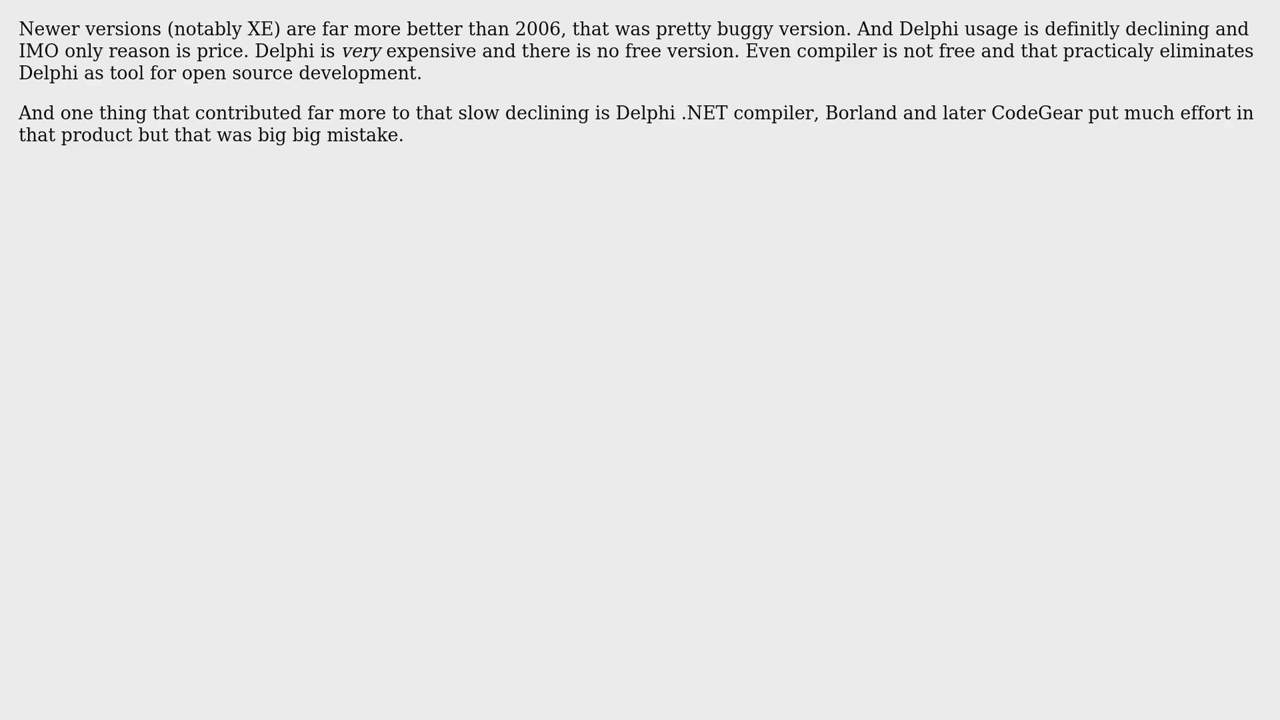 Newer versions (notably XE) are far more better than 2006, that was pretty buggy version. And Delphi usage is definitly declining and
IMO only reason is price. Delphi is very expensive and there is no free version. Even compiler is not free and that practicaly eliminates
Delphi as tool for open source development.
And one thing that contributed far more to that slow declining is Delphi .NET compiler, Borland and later CodeGear put much effort in
that product but that was big big mistake.